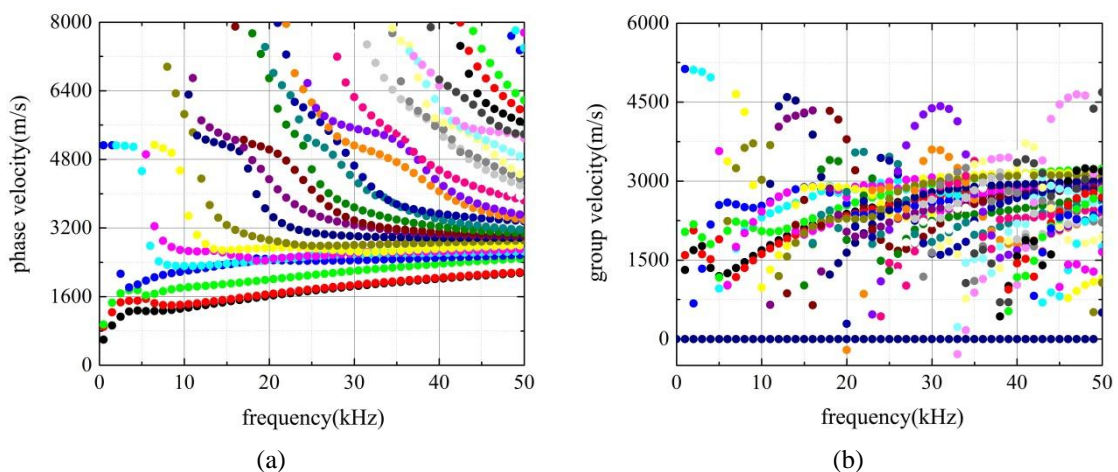 8000
6400
4800
3200
1600
0
phase velocity(m/s)
0 10 20 30 40 50
frequency(kHz)
(a)
6000
4500
3000
1500
0
group velocity(m/s)
0 10 20 30 40 50
frequency(kHz)
(b)